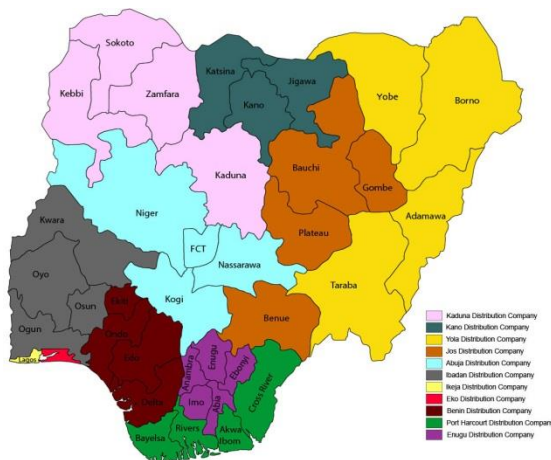 Sokoto
Kebbi
Zamfara
Katsina
Jigawa
Kano
Yobe
Borno
Kaduna
Bauchi
Gombe
Adamawa
Niger
Plateau
Kwara
FCT
Nassarawa
Taraba
Oyo
Kogi
Osun
Ekiti
Benue
Ogun
Ondo
Edo
Enugu
Anambra
Ebonyi
Lagos
Delta
Imo
Abia
Cross River
Bayelsa
Rivers
Akwa
Ibom
Kaduna Distribution Company
Kano Distribution Company
Yola Distribution Company
Jos Distribution Company
Abuja Distribution Company
Ibadan Distribution Company
Ikeja Distribution Company
Eko Distribution Company
Benin Distribution Company
Port Harcourt Distribution Company
Enugu Distribution Company